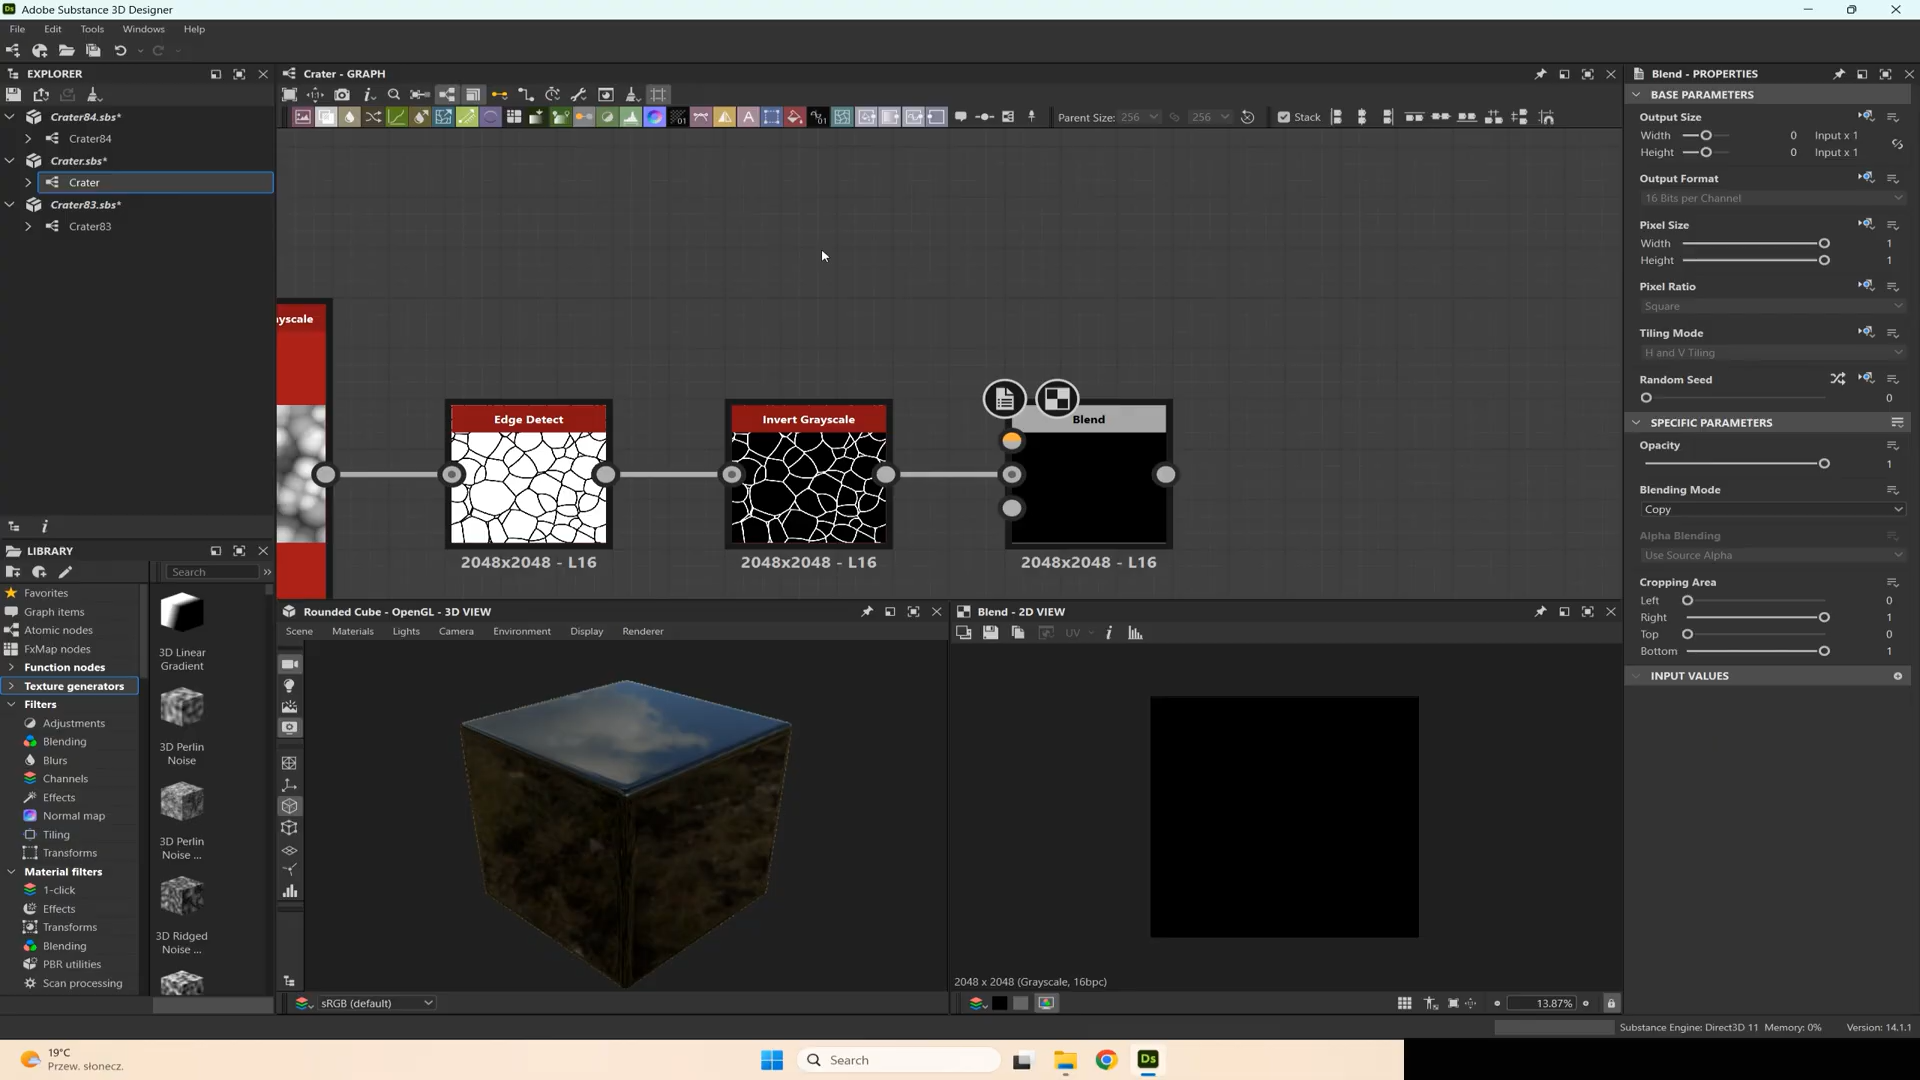 Adobe Substance 3D Designer
File Edit Tools Windows Help
EXPLORER
Crater84.sbs*
Crater84
Crater.sbs*
Crater
Crater83.sbs*
Crater83
Crater - GRAPH
Parent Size: 256 256 Stack
yscale
Edge Detect
2048x2048 - L16
Invert Grayscale
2048x2048 - L16
Blend
2048x2048 - L16
LIBRARY
Search
Favorites
Graph items
Atomic nodes
FxMap nodes
Function nodes
Texture generators
Filters
Adjustments
Blending
Blurs
Channels
Effects
Normal map
Tiling
Transforms
Material filters
1-click
Effects
Transforms
Blending
PBR utilities
Scan processing
3D Linear
Gradient
3D Perlin
Noise
3D Perlin
Noise ...
3D Ridged
Noise ...
Rounded Cube - OpenGL - 3D VIEW
Scene Materials Lights Camera Environment Display Renderer
sRGB (default)
Blend - 2D VIEW
UV
2048 x 2048 (Grayscale, 16bpc)
13.87%
Blend - PROPERTIES
BASE PARAMETERS
Output Size
Width 0 Input x 1
Height 0 Input x 1
Output Format
16 Bits per Channel
Pixel Size
Width 1
Height 1
Pixel Ratio
Square
Tiling Mode
H and V Tiling
Random Seed
0
SPECIFIC PARAMETERS
Opacity
1
Blending Mode
Copy
Alpha Blending
Use Source Alpha
Cropping Area
Left 0
Right 1
Top 0
Bottom 1
INPUT VALUES
Substance Engine: Direct3D 11 Memory: 0% Version: 14.1.1
19°C
Przew. słonecz.
Search
Ds